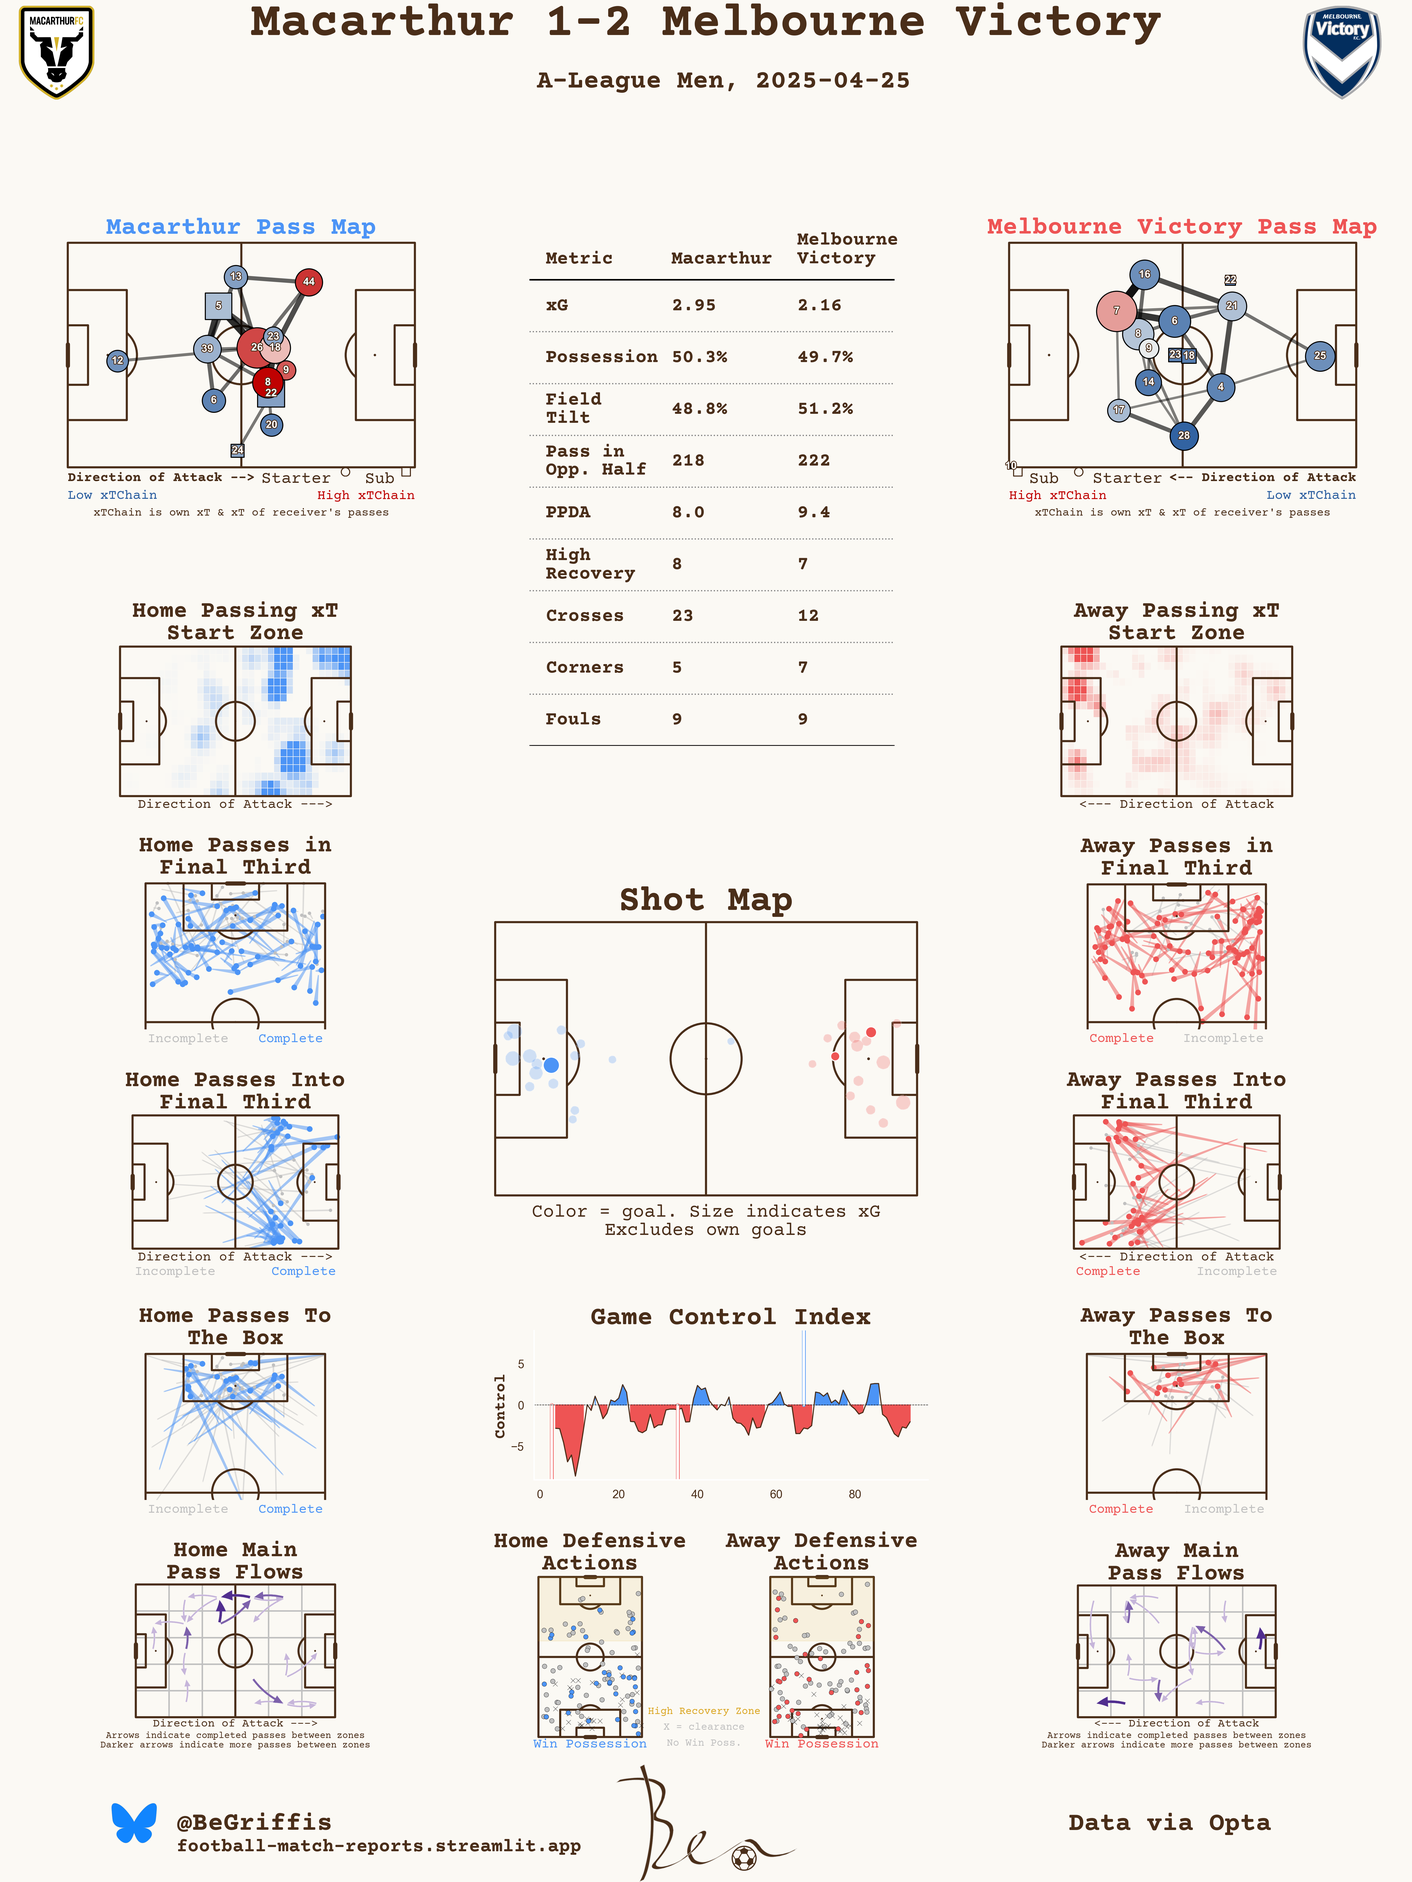 Macarthur 1-2 Melbourne Victory
A-League Men, 2025-04-25
MACARTHUR FC
MELBOURNE
Victory
F.C.
Macarthur Pass Map
13
44
5
23
26
18
39
12
9
8
22
6
20
24
Direction of Attack --> Starter Sub
Low xTChain High xTChain
xTChain is own xT & xT of receiver's passes
Metric Macarthur Melbourne
Victory
xG 2.95 2.16
Possession 50.3% 49.7%
Field
Tilt 48.8% 51.2%
Pass in
Opp. Half 218 222
PPDA 8.0 9.4
High
Recovery 8 7
Crosses 23 12
Corners 5 7
Fouls 9 9
Melbourne Victory Pass Map
16
22
7
21
6
8
9
23
18
25
14
4
17
28
10
Sub Starter <-- Direction of Attack
High xTChain Low xTChain
xTChain is own xT & xT of receiver's passes
Home Passing xT
Start Zone
Direction of Attack --->
Away Passing xT
Start Zone
<--- Direction of Attack
Home Passes in
Final Third
Incomplete Complete
Away Passes in
Final Third
Complete Incomplete
Shot Map
Color = goal. Size indicates xG
Excludes own goals
Home Passes Into
Final Third
Direction of Attack --->
Incomplete Complete
Away Passes Into
Final Third
<--- Direction of Attack
Complete Incomplete
Home Passes To
The Box
Incomplete Complete
Game Control Index
Control
5
0
−5
0 20 40 60 80
Away Passes To
The Box
Complete Incomplete
Home Main
Pass Flows
Direction of Attack --->
Arrows indicate completed passes between zones
Darker arrows indicate more passes between zones
Home Defensive
Actions
Win Possession
Away Defensive
Actions
Win Possession
High Recovery Zone
X = clearance
No Win Poss.
Away Main
Pass Flows
<--- Direction of Attack
Arrows indicate completed passes between zones
Darker arrows indicate more passes between zones
@BeGriffis
football-match-reports.streamlit.app
Ben
Data via Opta